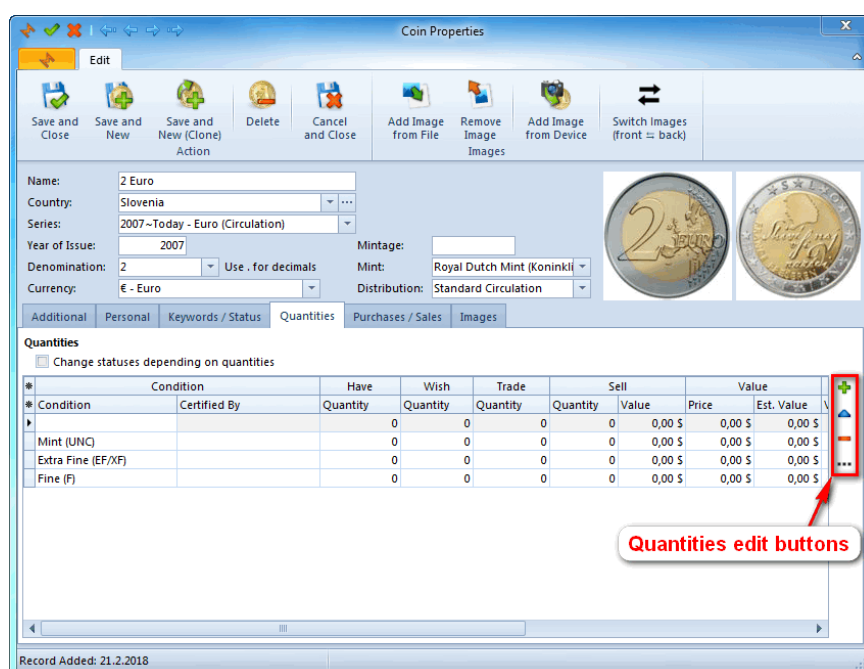 Coin Properties
Edit
Save and Close
Save and New
Save and New (Clone)
Delete
Cancel and Close
Add Image from File
Remove Image
Add Image from Device
Switch Images (front ⇆ back)
Action
Images
Name: 2 Euro
Country: Slovenia
Series: 2007~Today - Euro (Circulation)
Year of Issue: 2007 Mintage:
Denomination: 2 Use . for decimals Mint: Royal Dutch Mint (Koninkli
Currency: € - Euro Distribution: Standard Circulation
2 EURO
Additional Personal Keywords / Status Quantities Purchases / Sales Images
Quantities
Change statuses depending on quantities
Condition Have Wish Trade Sell Value
Condition Certified By Quantity Quantity Quantity Quantity Value Price Est. Value
0 0 0 0 0,00 $ 0,00 $ 0,00 $
Mint (UNC) 0 0 0 0 0,00 $ 0,00 $ 0,00 $
Extra Fine (EF/XF) 0 0 0 0 0,00 $ 0,00 $ 0,00 $
Fine (F) 0 0 0 0 0,00 $ 0,00 $ 0,00 $
Quantities edit buttons
Record Added: 21.2.2018